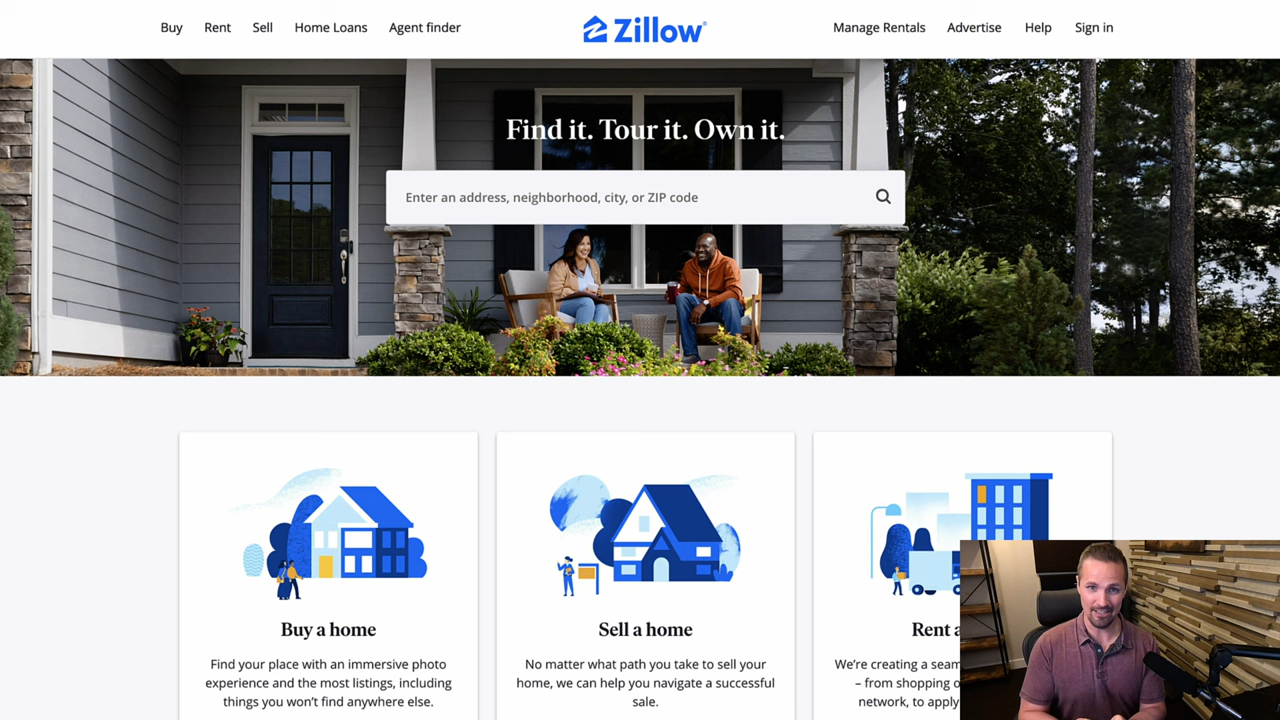 Buy Rent Sell Home Loans Agent finder Zillow® Manage Rentals Advertise Help Sign in
Find it. Tour it. Own it.
Enter an address, neighborhood, city, or ZIP code
Buy a home
Find your place with an immersive photo
experience and the most listings, including
things you won't find anywhere else.
Sell a home
No matter what path you take to sell your
home, we can help you navigate a successful
sale.
Rent
We're creating a
– from shopping
network, to apply